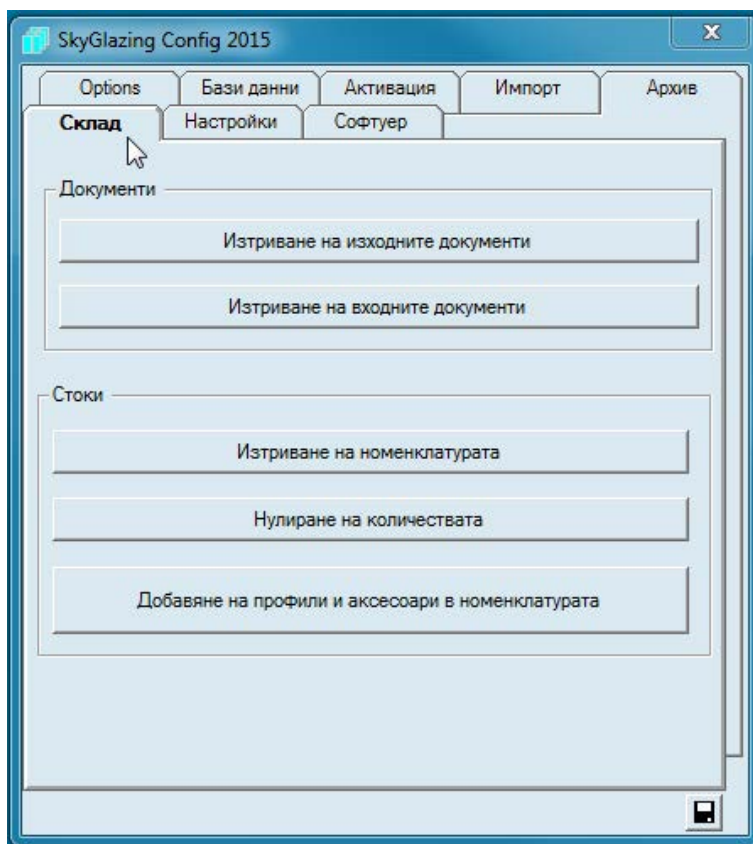 SkyGlazing Config 2015
Options Бази данни Активация Импорт Архив
Склад Настройки Софтуер
Документи
Изтриване на изходните документи
Изтриване на входните документи
Стоки
Изтриване на номенклатурата
Нулиране на количествата
Добавяне на профили и аксесоари в номенклатурата